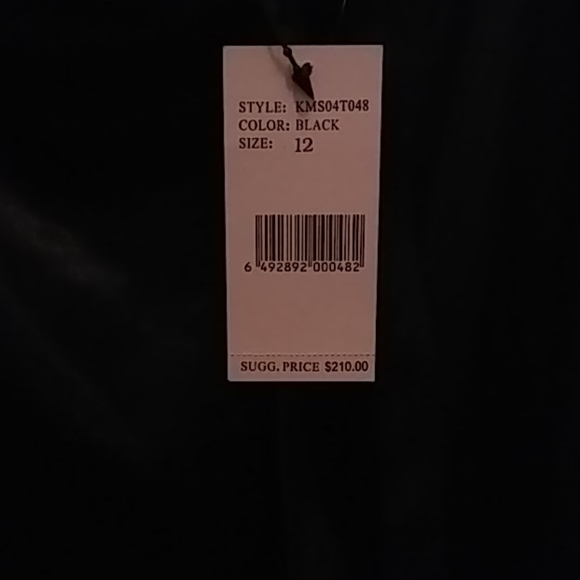 STYLE: KMS04T048
COLOR: BLACK
SIZE: 12
6 492892 000482
SUGG. PRICE $210.00